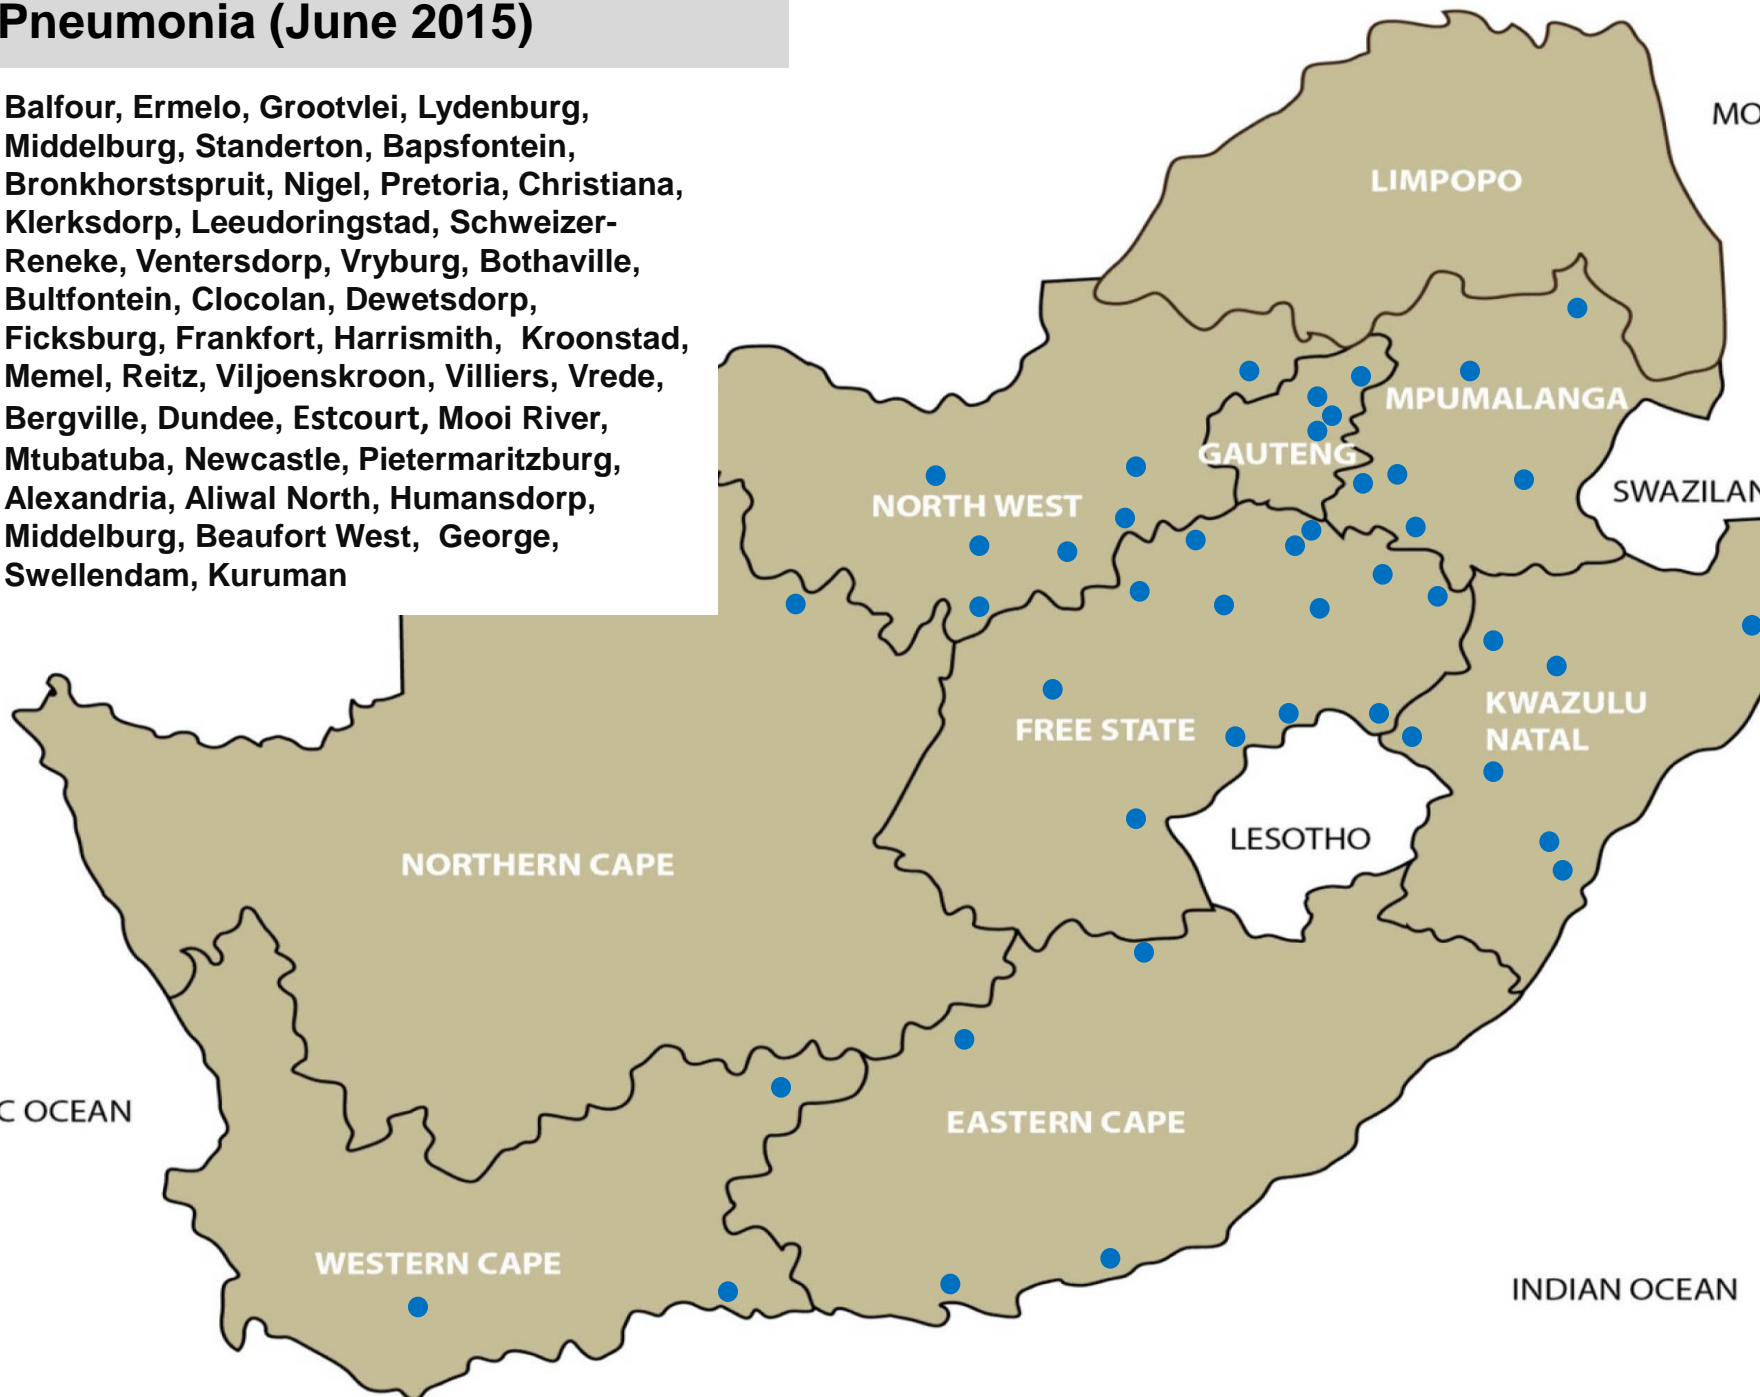 Pneumonia (June 2015)
Balfour, Ermelo, Grootvlei, Lydenburg,
Middelburg, Standerton, Bapsfontein,
Bronkhorstspruit, Nigel, Pretoria, Christiana,
Klerksdorp, Leeudoringstad, Schweizer-
Reneke, Ventersdorp, Vryburg, Bothaville,
Bultfontein, Clocolan, Dewetsdorp,
Ficksburg, Frankfort, Harrismith, Kroonstad,
Memel, Reitz, Viljoenskroon, Villiers, Vrede,
Bergville, Dundee, Estcourt, Mooi River,
Mtubatuba, Newcastle, Pietermaritzburg,
Alexandria, Aliwal North, Humansdorp,
Middelburg, Beaufort West, George,
Swellendam, Kuruman
MO
LIMPOPO
MPUMALANGA
GAUTENG
SWAZILAN
NORTH WEST
KWAZULU
NATAL
FREE STATE
LESOTHO
NORTHERN CAPE
C OCEAN
EASTERN CAPE
WESTERN CAPE
INDIAN OCEAN